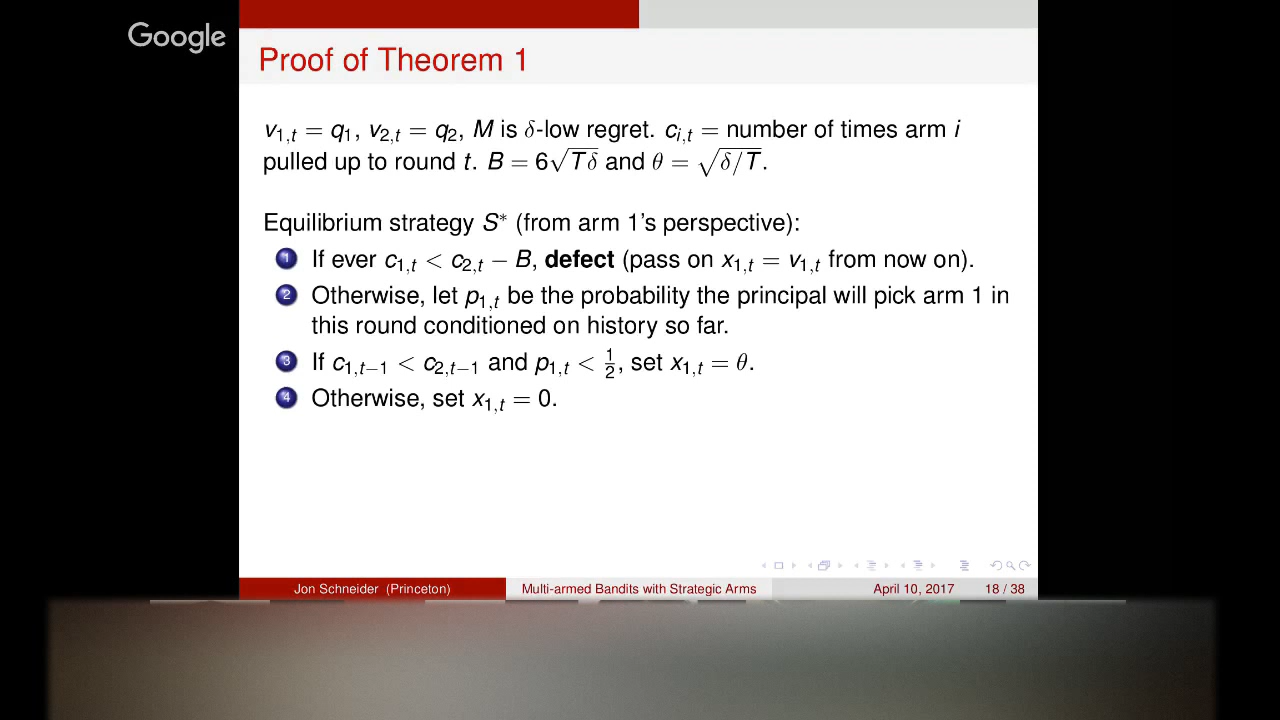 Google
Proof of Theorem 1
v₁,ₜ = q₁, v₂,ₜ = q₂, M is δ-low regret. cᵢ,ₜ = number of times arm i
pulled up to round t. B = 6√(Tδ) and θ = √(δ/T).
Equilibrium strategy S* (from arm 1's perspective):
1 If ever c₁,ₜ < c₂,ₜ − B, defect (pass on x₁,ₜ = v₁,ₜ from now on).
2 Otherwise, let p₁,ₜ be the probability the principal will pick arm 1 in
this round conditioned on history so far.
3 If c₁,ₜ₋₁ < c₂,ₜ₋₁ and p₁,ₜ < 1/2, set x₁,ₜ = θ.
4 Otherwise, set x₁,ₜ = 0.
Jon Schneider (Princeton) Multi-armed Bandits with Strategic Arms April 10, 2017 18 / 38